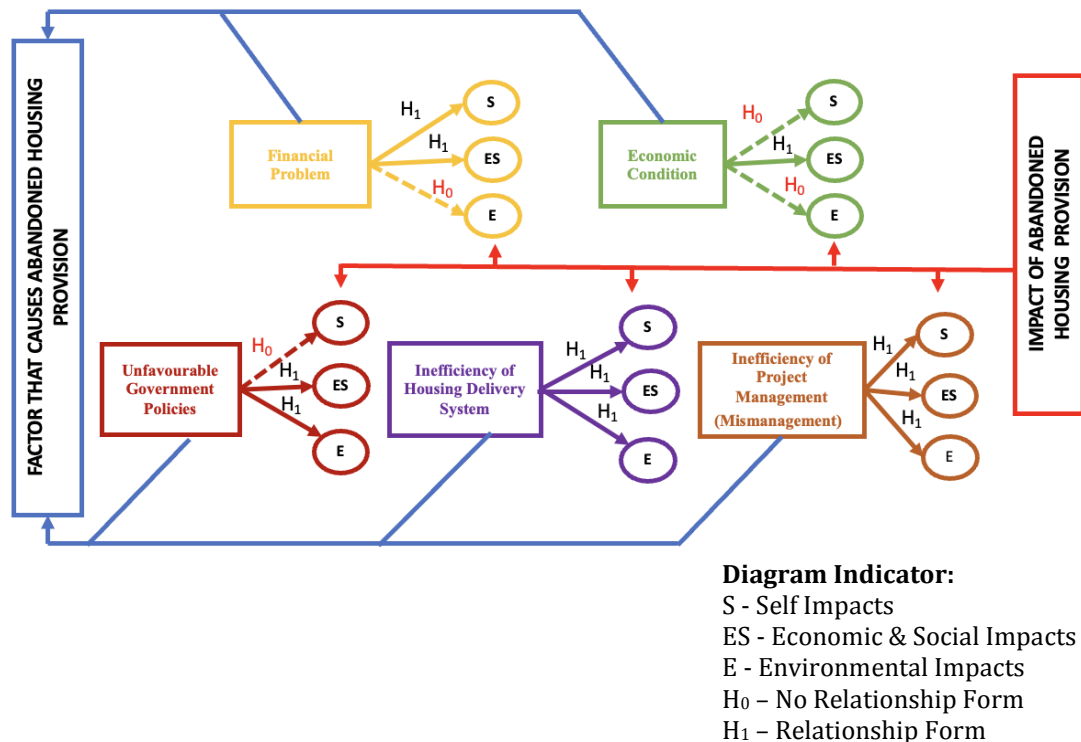 FACTOR THAT CAUSES ABANDONED HOUSING
PROVISION
Financial
Problem
H₁
H₁
H₀
S
ES
E
Economic
Condition
H₀
H₁
H₀
S
ES
E
IMPACT OF ABANDONED
HOUSING PROVISION
Unfavourable
Government
Policies
H₀
H₁
H₁
S
ES
E
Inefficiency of
Housing Delivery
System
H₁
H₁
H₁
S
ES
E
Inefficiency of
Project
Management
(Mismanagement)
H₁
H₁
H₁
S
ES
E
Diagram Indicator:
S - Self Impacts
ES - Economic & Social Impacts
E - Environmental Impacts
H₀ – No Relationship Form
H₁ – Relationship Form